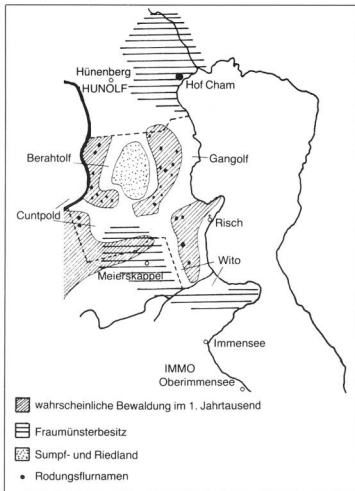 Hünenberg
HUNOLF
Hof Cham
Berahtolf
Gangolf
Cuntpold
Risch
Wito
Meierskappel
Immensee
IMMO
Oberimmensee
wahrscheinliche Bewaldung im 1. Jahrtausend
Fraumünsterbesitz
Sumpf- und Riedland
Rodungsflurnamen